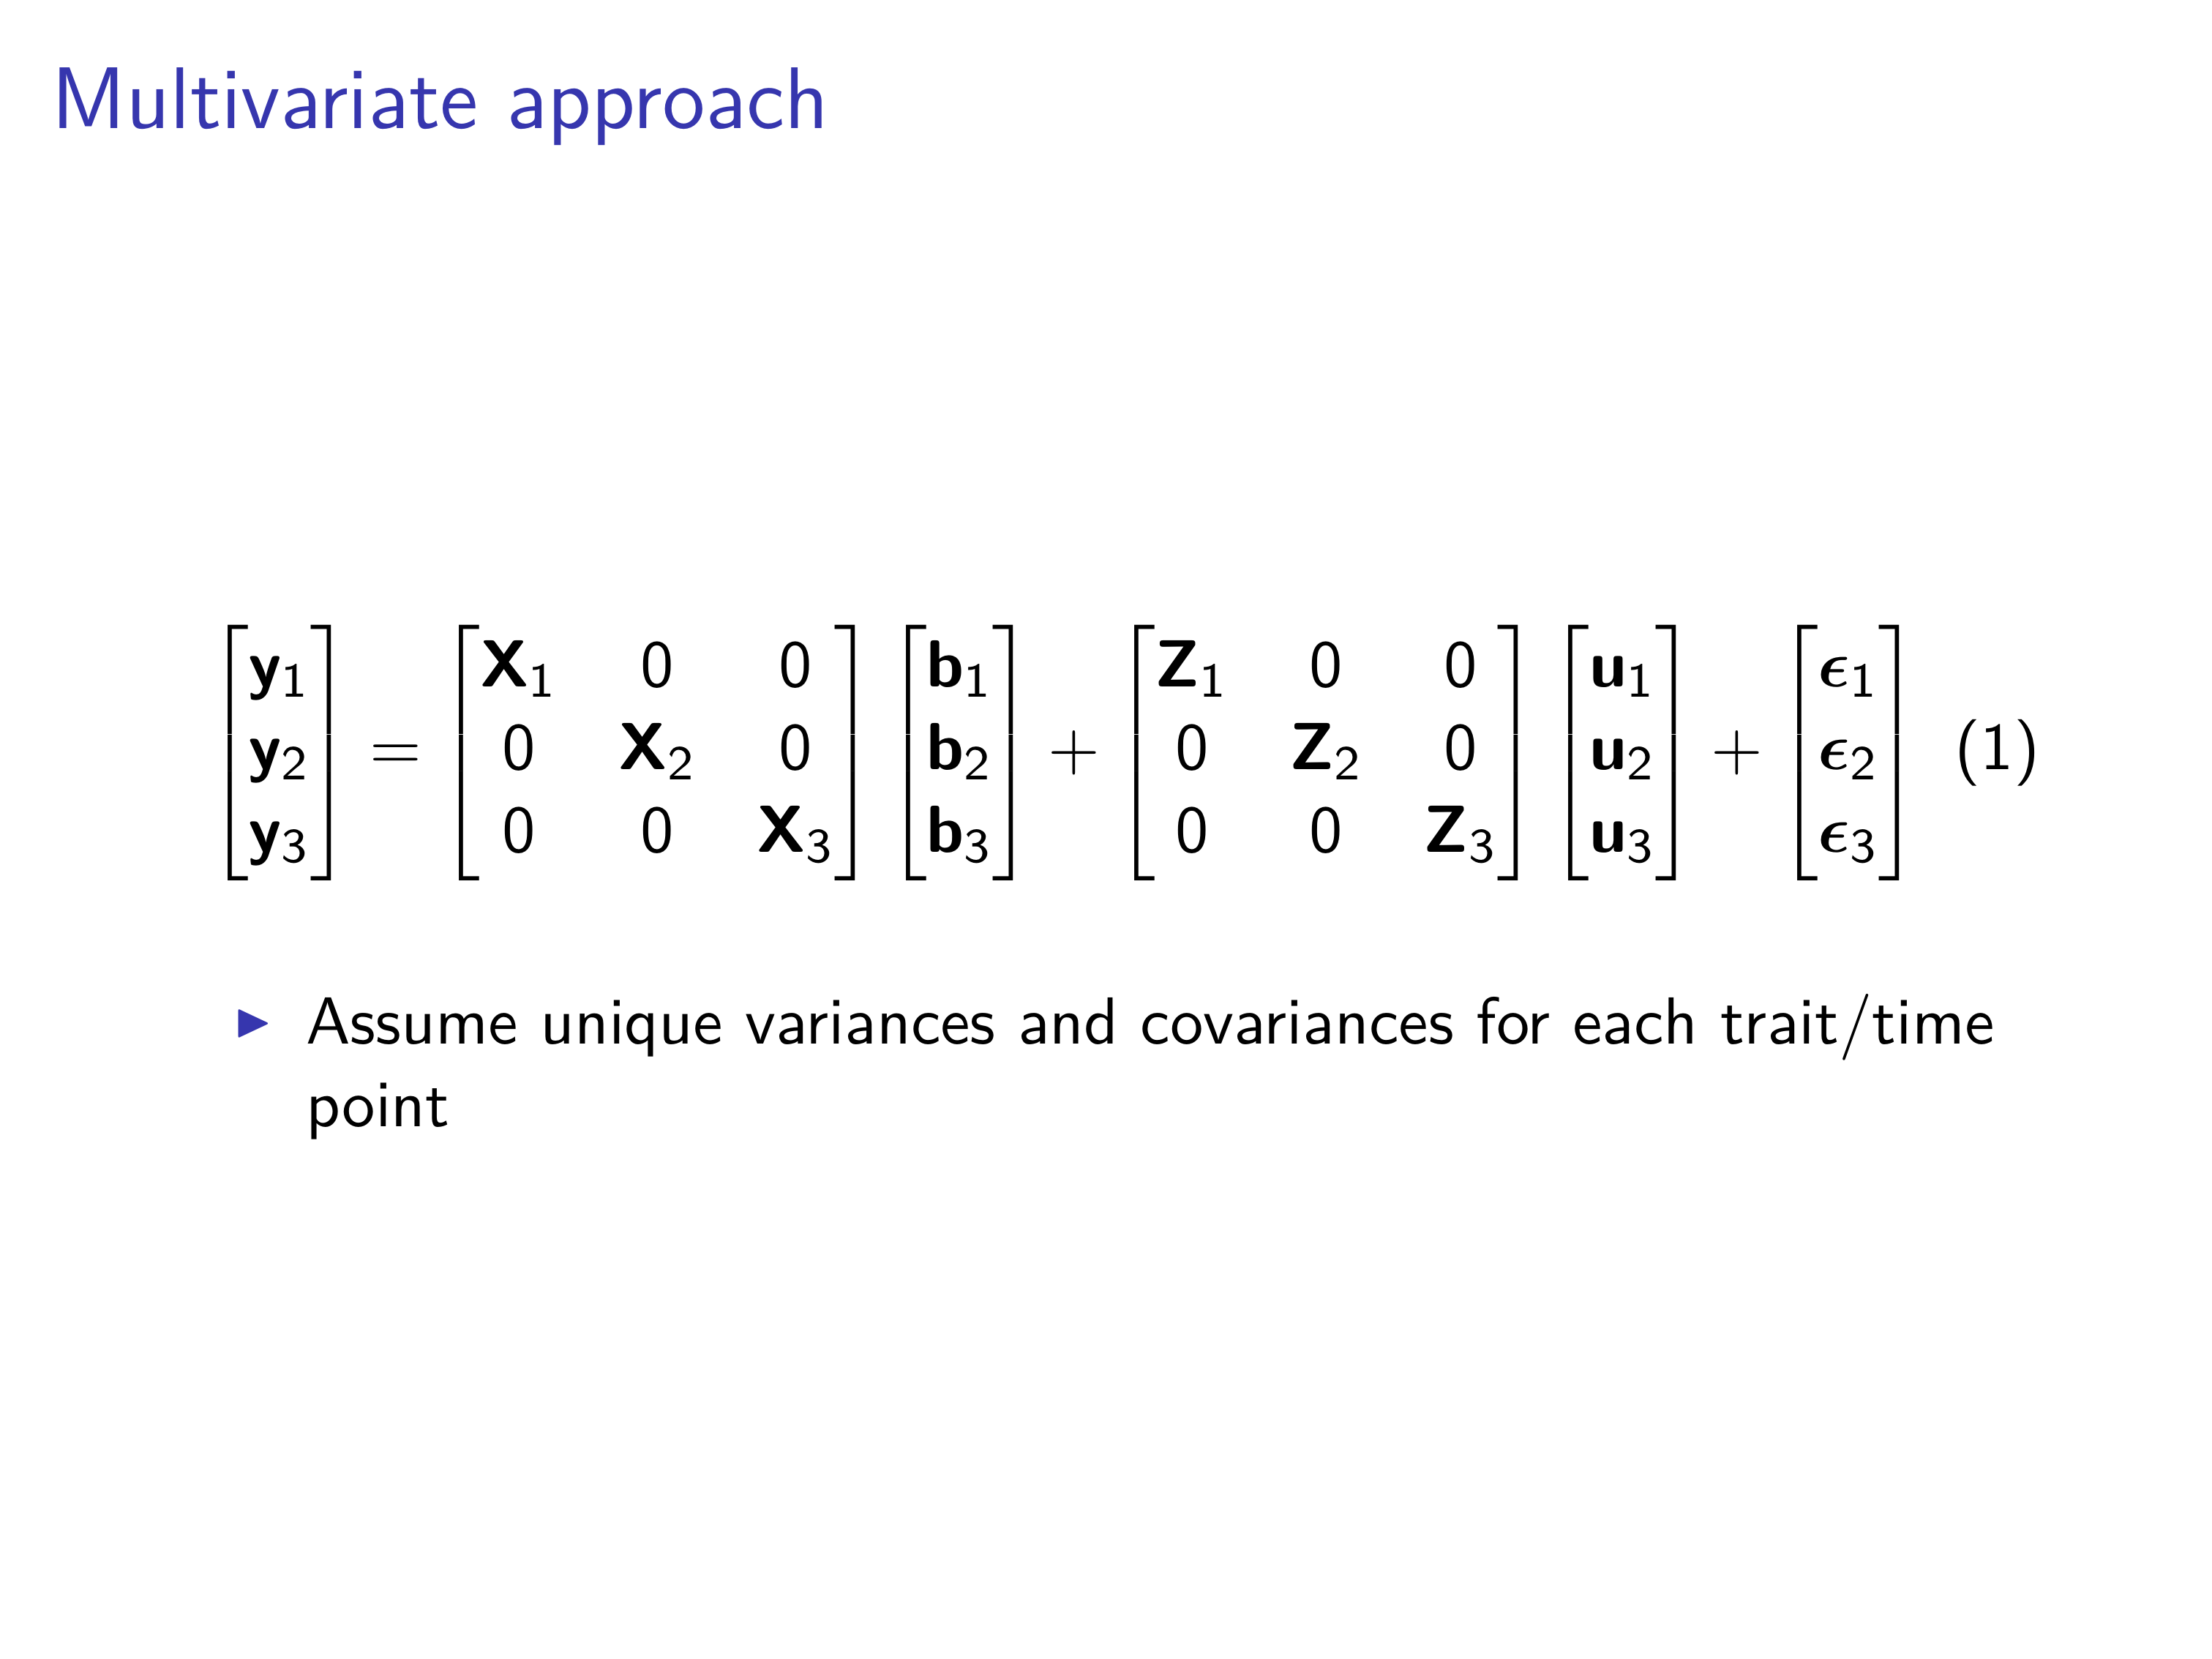 Multivariate approach
[y₁; y₂; y₃] = [X₁ 0 0; 0 X₂ 0; 0 0 X₃] [b₁; b₂; b₃] + [Z₁ 0 0; 0 Z₂ 0; 0 0 Z₃] [u₁; u₂; u₃] + [ϵ₁; ϵ₂; ϵ₃] (1)
Assume unique variances and covariances for each trait/time
point